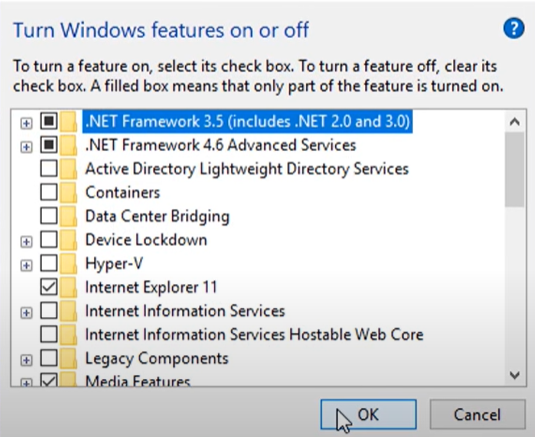 Turn Windows features on or off
?
To turn a feature on, select its check box. To turn a feature off, clear its
check box. A filled box means that only part of the feature is turned on.
.NET Framework 3.5 (includes .NET 2.0 and 3.0)
.NET Framework 4.6 Advanced Services
Active Directory Lightweight Directory Services
Containers
Data Center Bridging
Device Lockdown
Hyper-V
Internet Explorer 11
Internet Information Services
Internet Information Services Hostable Web Core
Legacy Components
Media Features
OK
Cancel